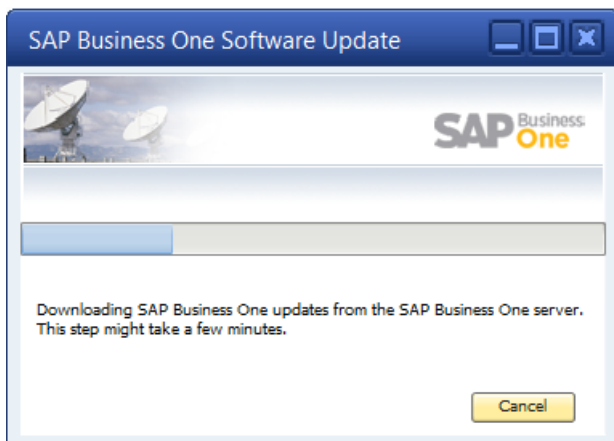 SAP Business One Software Update
SAP Business One
Downloading SAP Business One updates from the SAP Business One server.
This step might take a few minutes.
Cancel